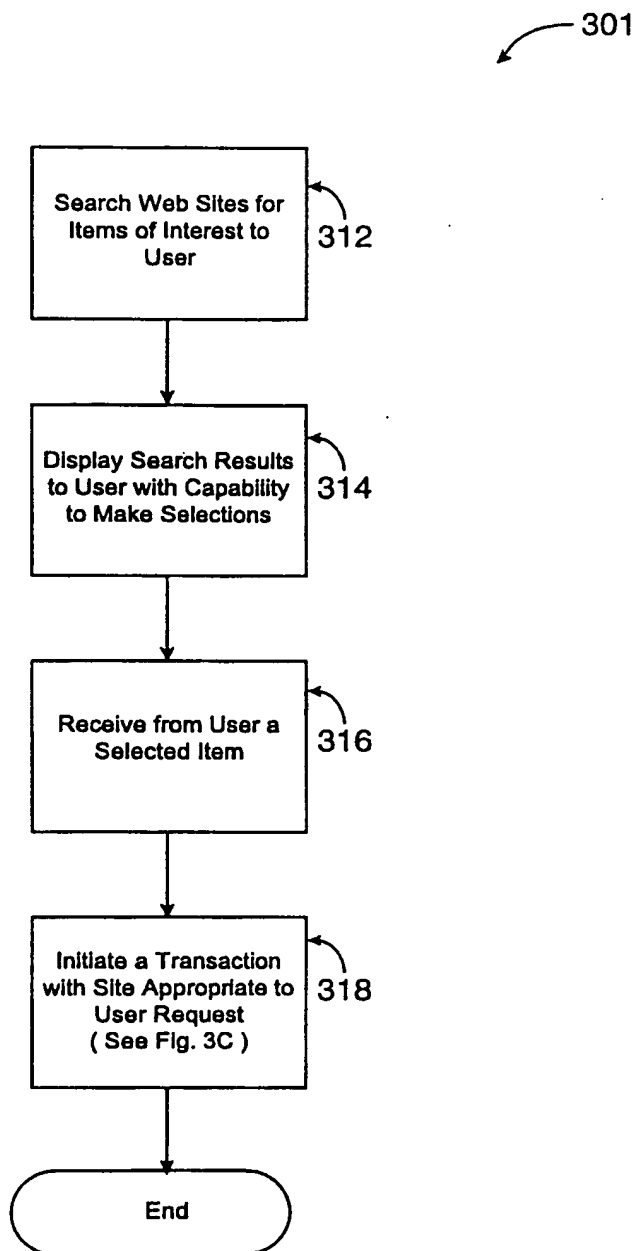 301
Search Web Sites for
Items of Interest to
User
312
Display Search Results
to User with Capability
to Make Selections
314
Receive from User a
Selected Item
316
Initiate a Transaction
with Site Appropriate to
User Request
( See Fig. 3C )
318
End